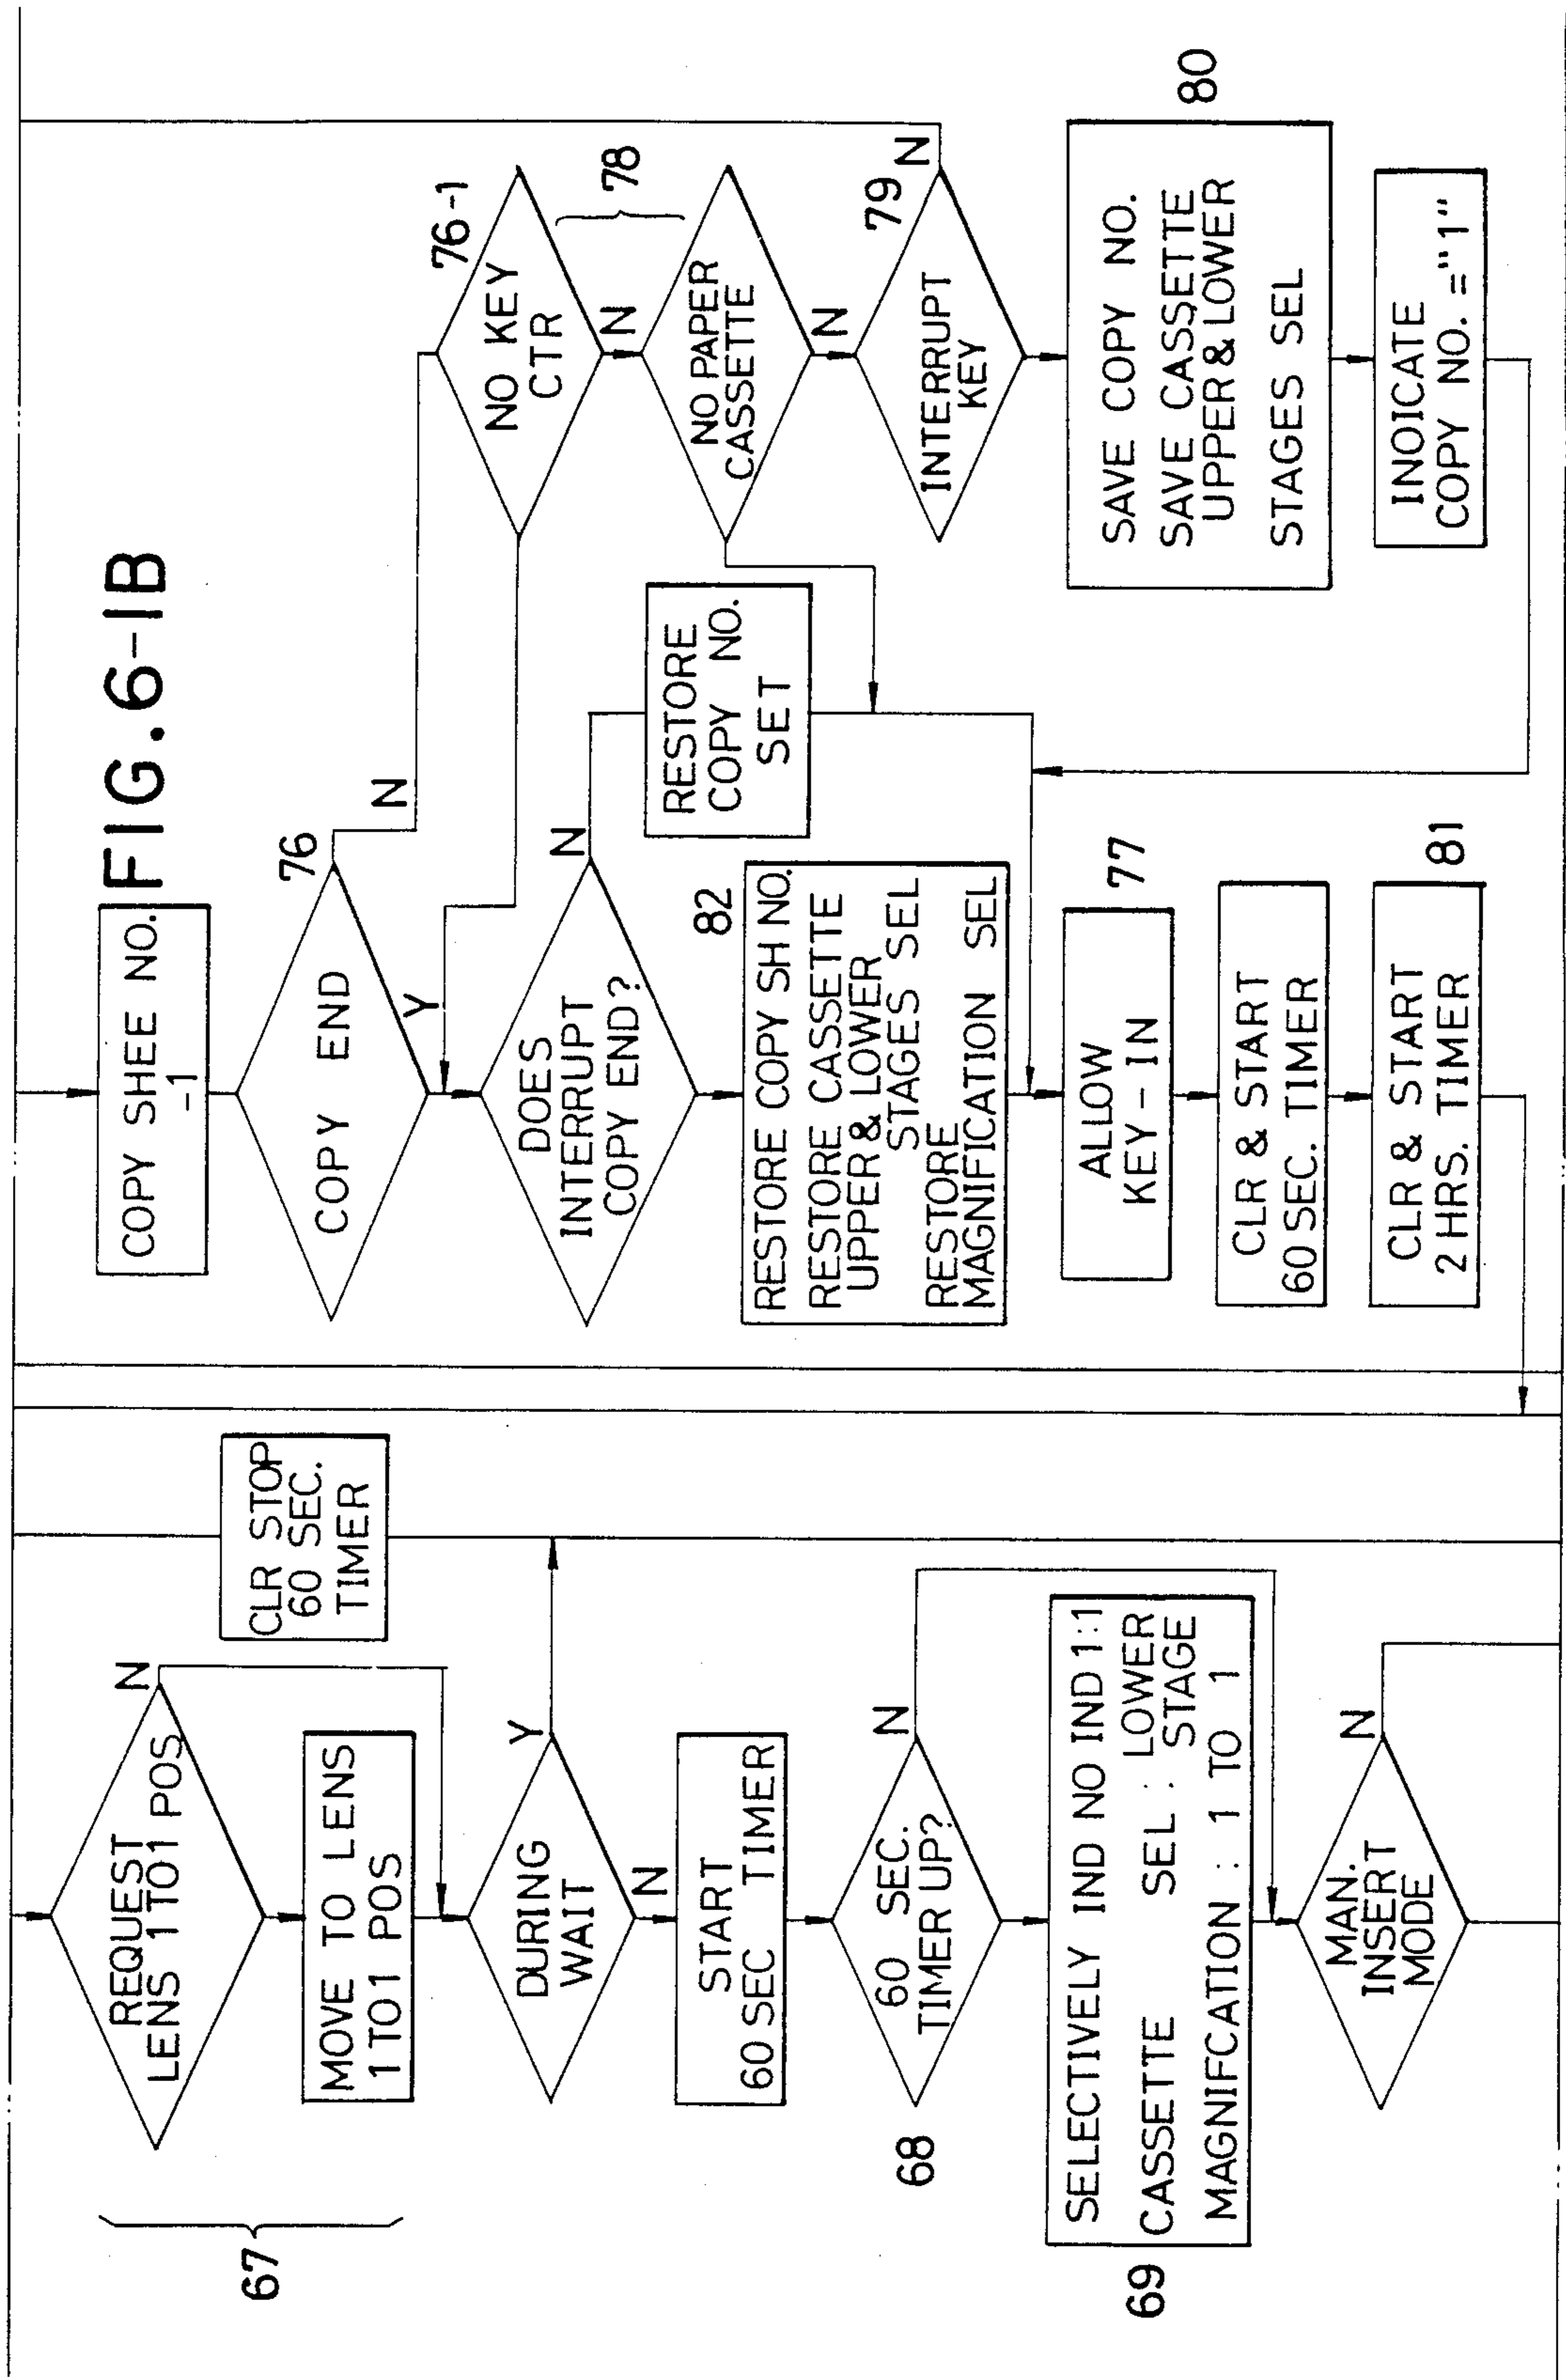 FIG. 6-1B
67
REQUEST
LENS 1TO1 POS
N
MOVE TO LENS
1TO1 POS
CLR STOP
60 SEC.
TIMER
DURING
WAIT
Y
N
START
60 SEC TIMER
68
60 SEC.
TIMER UP?
N
69
SELECTIVELY IND NO IND 1:1
CASSETTE SEL : LOWER
STAGE
MAGNIFCATION : 1 TO 1
MAN.
INSERT
MODE
N
COPY SHEE NO.
-1
76
COPY END
N
Y
DOES
INTERRUPT
COPY END?
N
RESTORE
COPY NO.
SET
82
RESTORE COPY SH NO.
RESTORE CASSETTE
UPPER & LOWER
STAGES SEL
RESTORE
MAGNIFICATION SEL
ALLOW
KEY-IN
77
CLR & START
60 SEC. TIMER
CLR & START
2 HRS. TIMER
81
76-1
NO KEY
CTR
N
78
NO PAPER
CASSETTE
N
79
INTERRUPT
KEY
N
80
SAVE COPY NO.
SAVE CASSETTE
UPPER & LOWER
STAGES SEL
INOICATE
COPY NO. = "1"